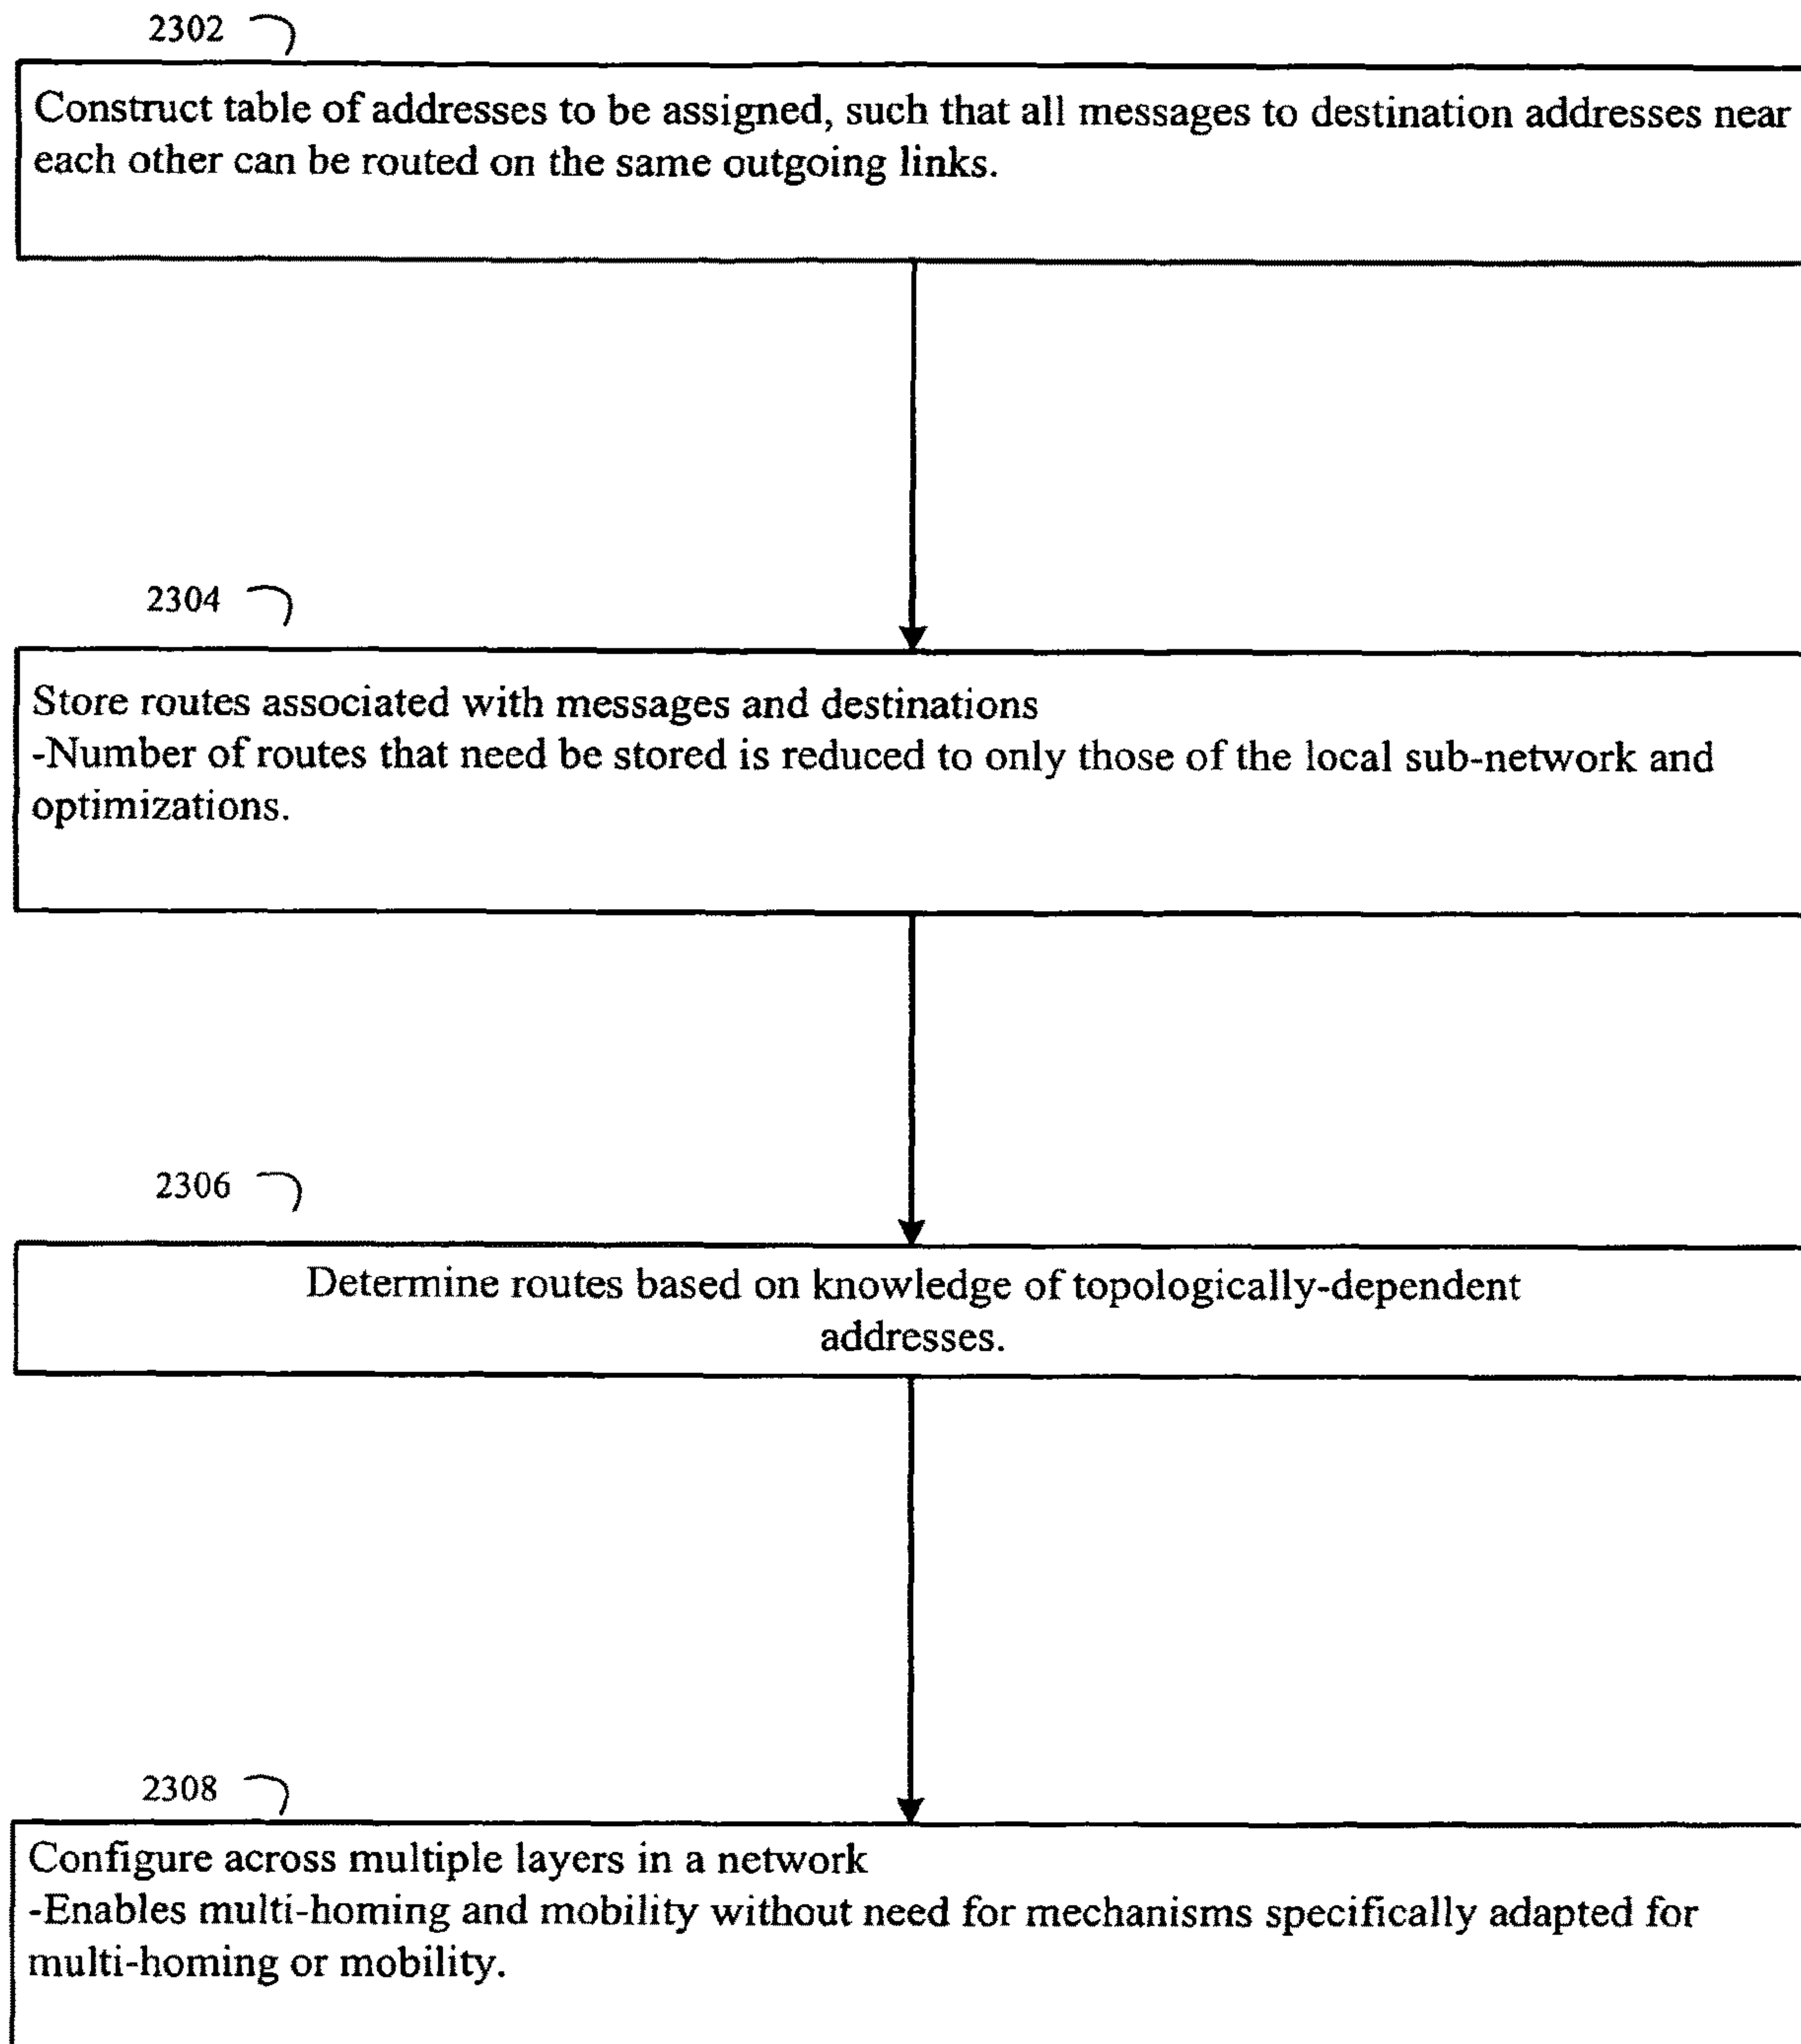 2302
Construct table of addresses to be assigned, such that all messages to destination addresses near
each other can be routed on the same outgoing links.
2304
Store routes associated with messages and destinations
-Number of routes that need be stored is reduced to only those of the local sub-network and
optimizations.
2306
Determine routes based on knowledge of topologically-dependent
addresses.
2308
Configure across multiple layers in a network
-Enables multi-homing and mobility without need for mechanisms specifically adapted for
multi-homing or mobility.